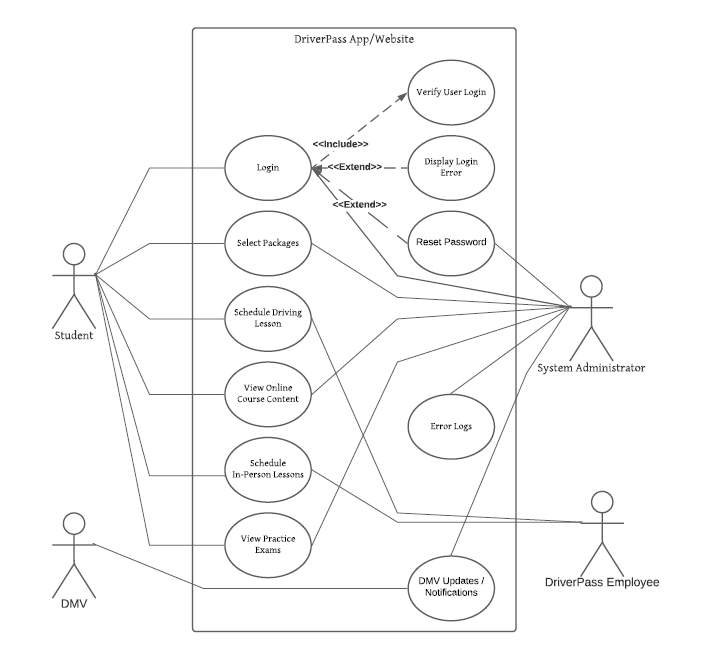 DriverPass App/Website
Verify User Login
<<Include>>
Login
<<Extend>>
Display Login
Error
<<Extend>>
Select Packages
Reset Password
Schedule Driving
Lesson
Student
System Administrator
View Online
Course Content
Error Logs
Schedule
In-Person Lessons
View Practice
Exams
DMV Updates /
Notifications
DriverPass Employee
DMV